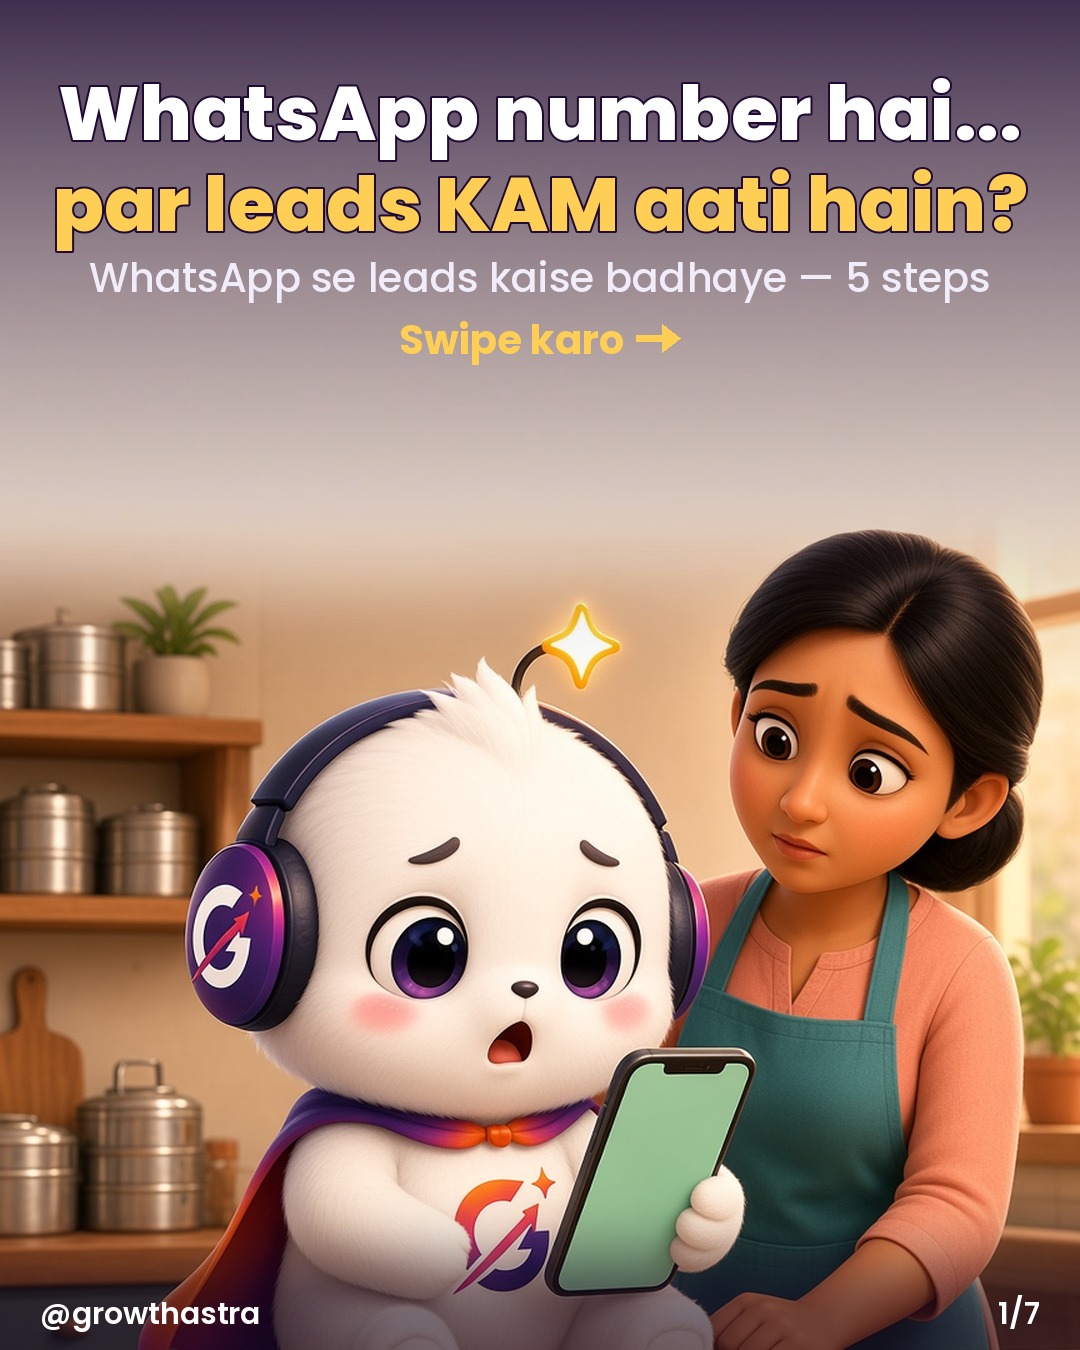 WhatsApp number hai...
par leads KAM aati hain?
WhatsApp se leads kaise badhaye — 5 steps
Swipe karo →
G
G
@growthastra
1/7